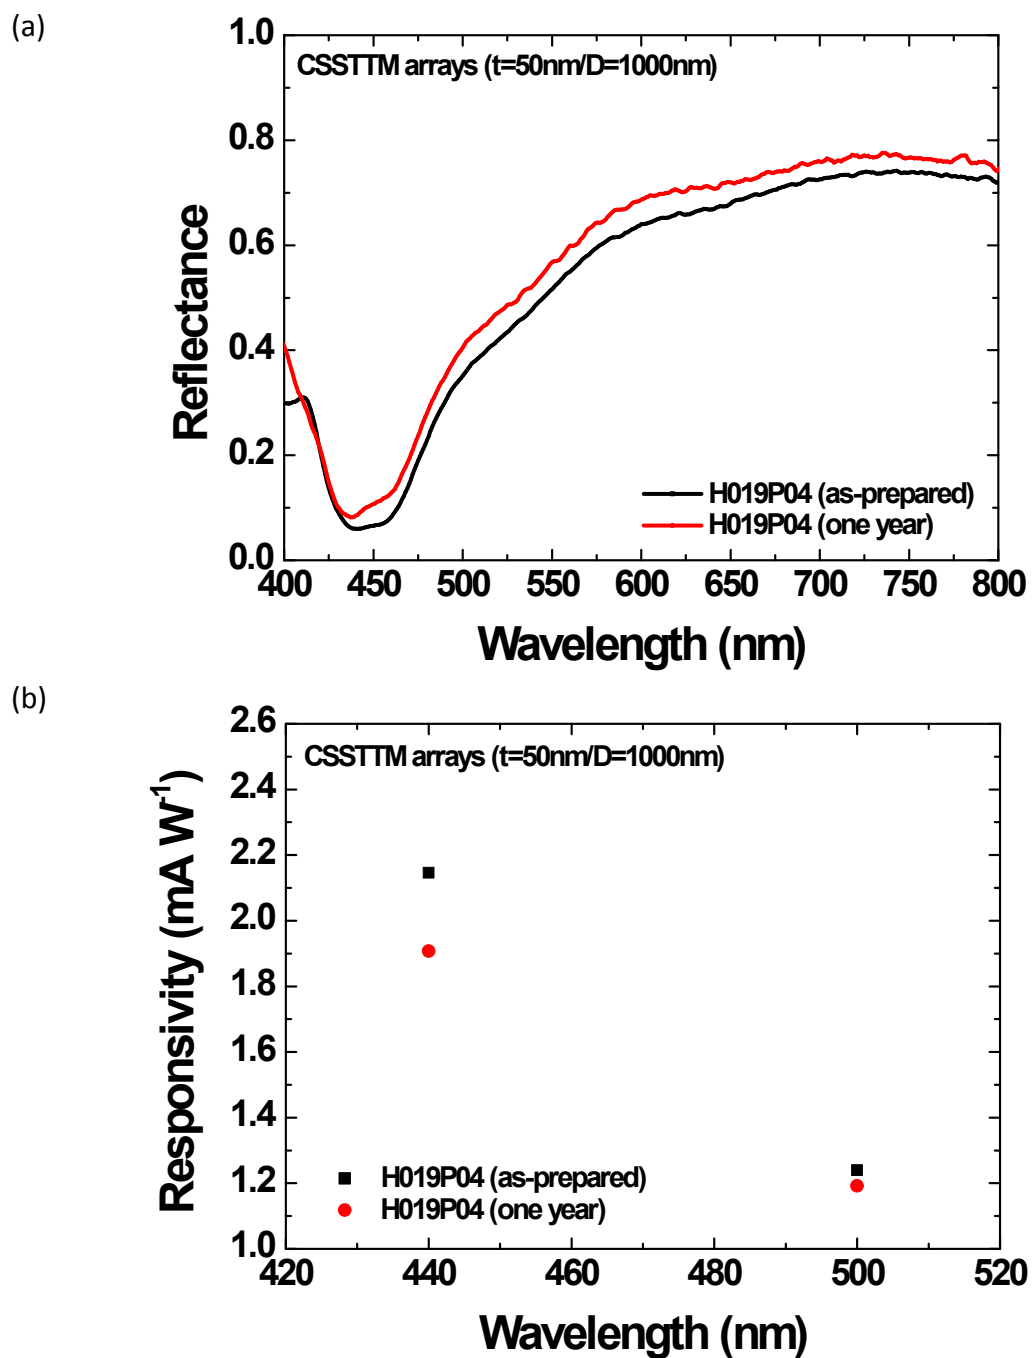 (a)
1.0
CSSTTM arrays (t=50nm/D=1000nm)
0.8
0.6
0.4
0.2
0.0
Reflectance
H019P04 (as-prepared)
H019P04 (one year)
400 450 500 550 600 650 700 750 800
Wavelength (nm)
(b)
2.6
CSSTTM arrays (t=50nm/D=1000nm)
2.4
2.2
2.0
1.8
1.6
1.4
1.2
1.0
Responsivity (mA W⁻¹)
H019P04 (as-prepared)
H019P04 (one year)
420 440 460 480 500 520
Wavelength (nm)